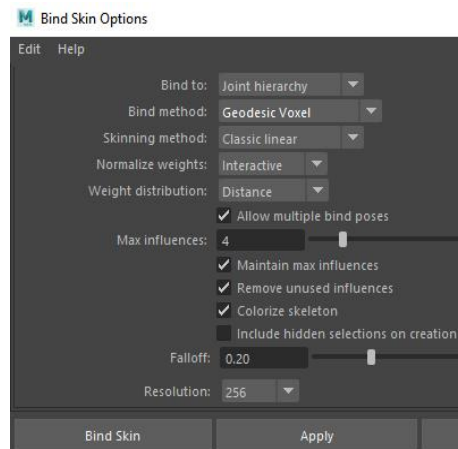 Bind Skin Options
Edit Help
Bind to: Joint hierarchy
Bind method: Geodesic Voxel
Skinning method: Classic linear
Normalize weights: Interactive
Weight distribution: Distance
Allow multiple bind poses
Max influences: 4
Maintain max influences
Remove unused influences
Colorize skeleton
Include hidden selections on creation
Falloff: 0.20
Resolution: 256
Bind Skin Apply